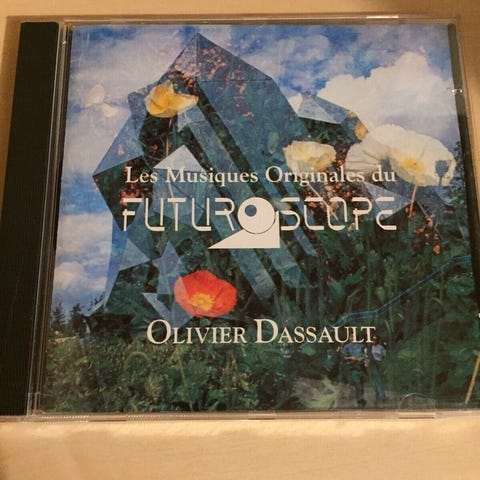 Les Musiques Originales du
FUTUROSCOPE
OLIVIER DASSAULT